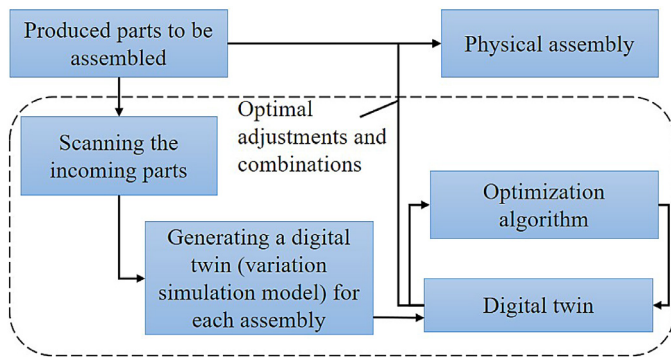 Produced parts to be
assembled
Physical assembly
Optimal
adjustments and
combinations
Scanning the
incoming parts
Optimization
algorithm
Generating a digital
twin (variation
simulation model) for
each assembly
Digital twin